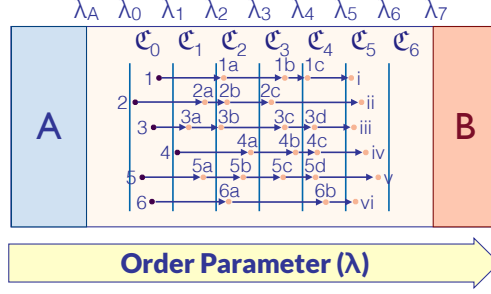 λA λ0 λ1 λ2 λ3 λ4 λ5 λ6 λ7
ℭ0 ℭ1 ℭ2 ℭ3 ℭ4 ℭ5 ℭ6
1 1a 1b 1c i
2 2a 2b 2c ii
A 3 3a 3b 3c 3d iii B
4 4a 4b 4c iv
5 5a 5b 5c 5d v
6 6a 6b vi
Order Parameter (λ)